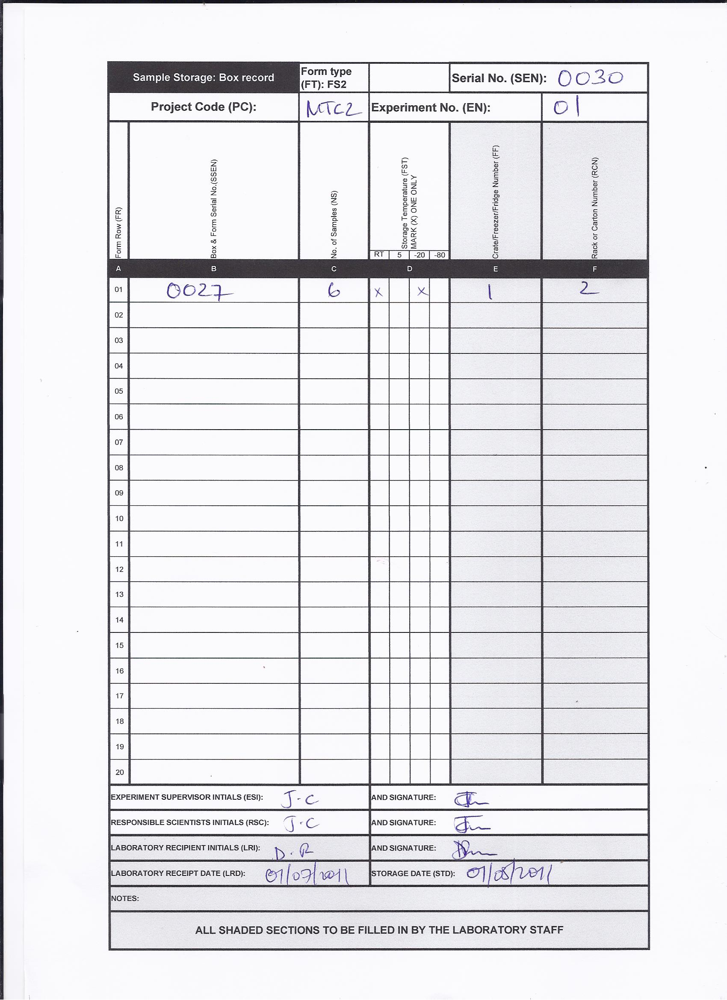 Sample Storage: Box record
Form type
(FT): FS2
Serial No. (SEN): 0030
Project Code (PC): MTC2 Experiment No. (EN): 01
Form Row (FR)
Box & Form Serial No.(SSEN)
No. of Samples (NS)
Storage Temperature (FST)
MARK (X) ONE ONLY
RT 5 -20 -80
Crate/Freezer/Fridge Number (FF)
Rack or Carton Number (RCN)
A B C D E F
01 0027 6 X X 1 2
02
03
04
05
06
07
08
09
10
11
12
13
14
15
16
17
18
19
20
EXPERIMENT SUPERVISOR INTIALS (ESI): J-C AND SIGNATURE:
RESPONSIBLE SCIENTISTS INITIALS (RSC): J-C AND SIGNATURE:
LABORATORY RECIPIENT INITIALS (LRI): D.R AND SIGNATURE:
LABORATORY RECEIPT DATE (LRD): 01/07/2011 STORAGE DATE (STD): 01/08/2011
NOTES:
ALL SHADED SECTIONS TO BE FILLED IN BY THE LABORATORY STAFF